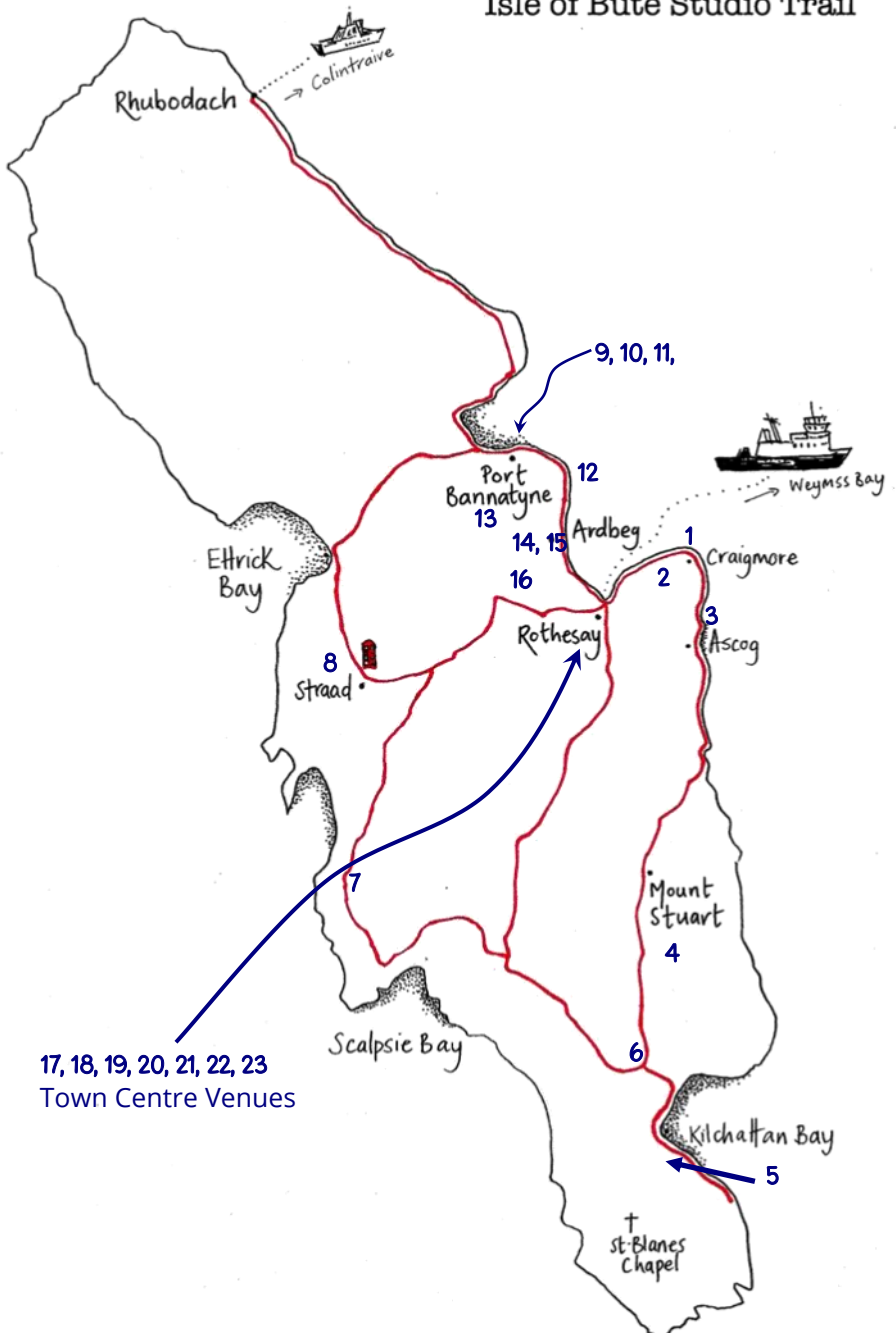 Isle of Bute Studio Trail
Colintraive
Rhubodach
9, 10, 11,
12
Port
Bannatyne
13
Weymss Bay
Ardbeg
14, 15
1
Craigmore
Ettrick
Bay
16
2
3
Rothesay
Ascog
8
Straad
7
Mount
Stuart
4
Scalpsie Bay
6
17, 18, 19, 20, 21, 22, 23
Town Centre Venues
Kilchattan Bay
5
St Blanes
Chapel